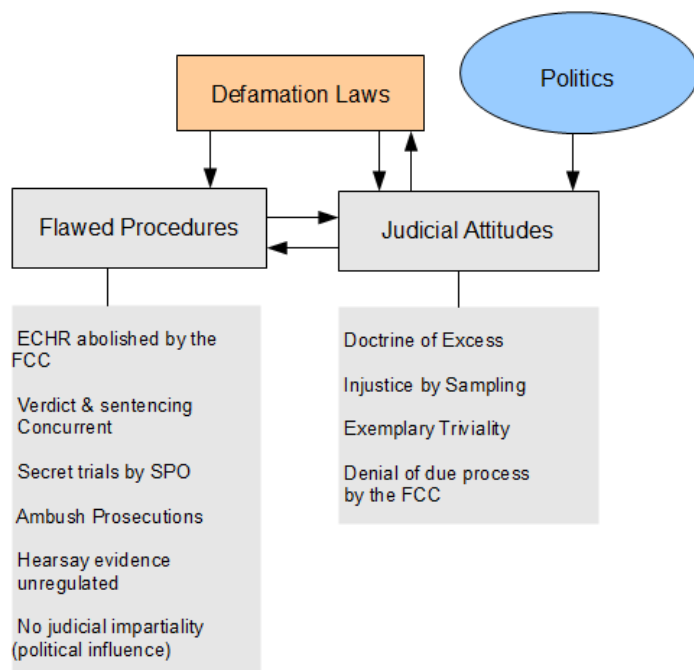 Defamation Laws
Politics
Flawed Procedures
Judicial Attitudes
ECHR abolished by the
FCC
Verdict & sentencing
Concurrent
Secret trials by SPO
Ambush Prosecutions
Hearsay evidence
unregulated
No judicial impartiality
(political influence)
Doctrine of Excess
Injustice by Sampling
Exemplary Triviality
Denial of due process
by the FCC